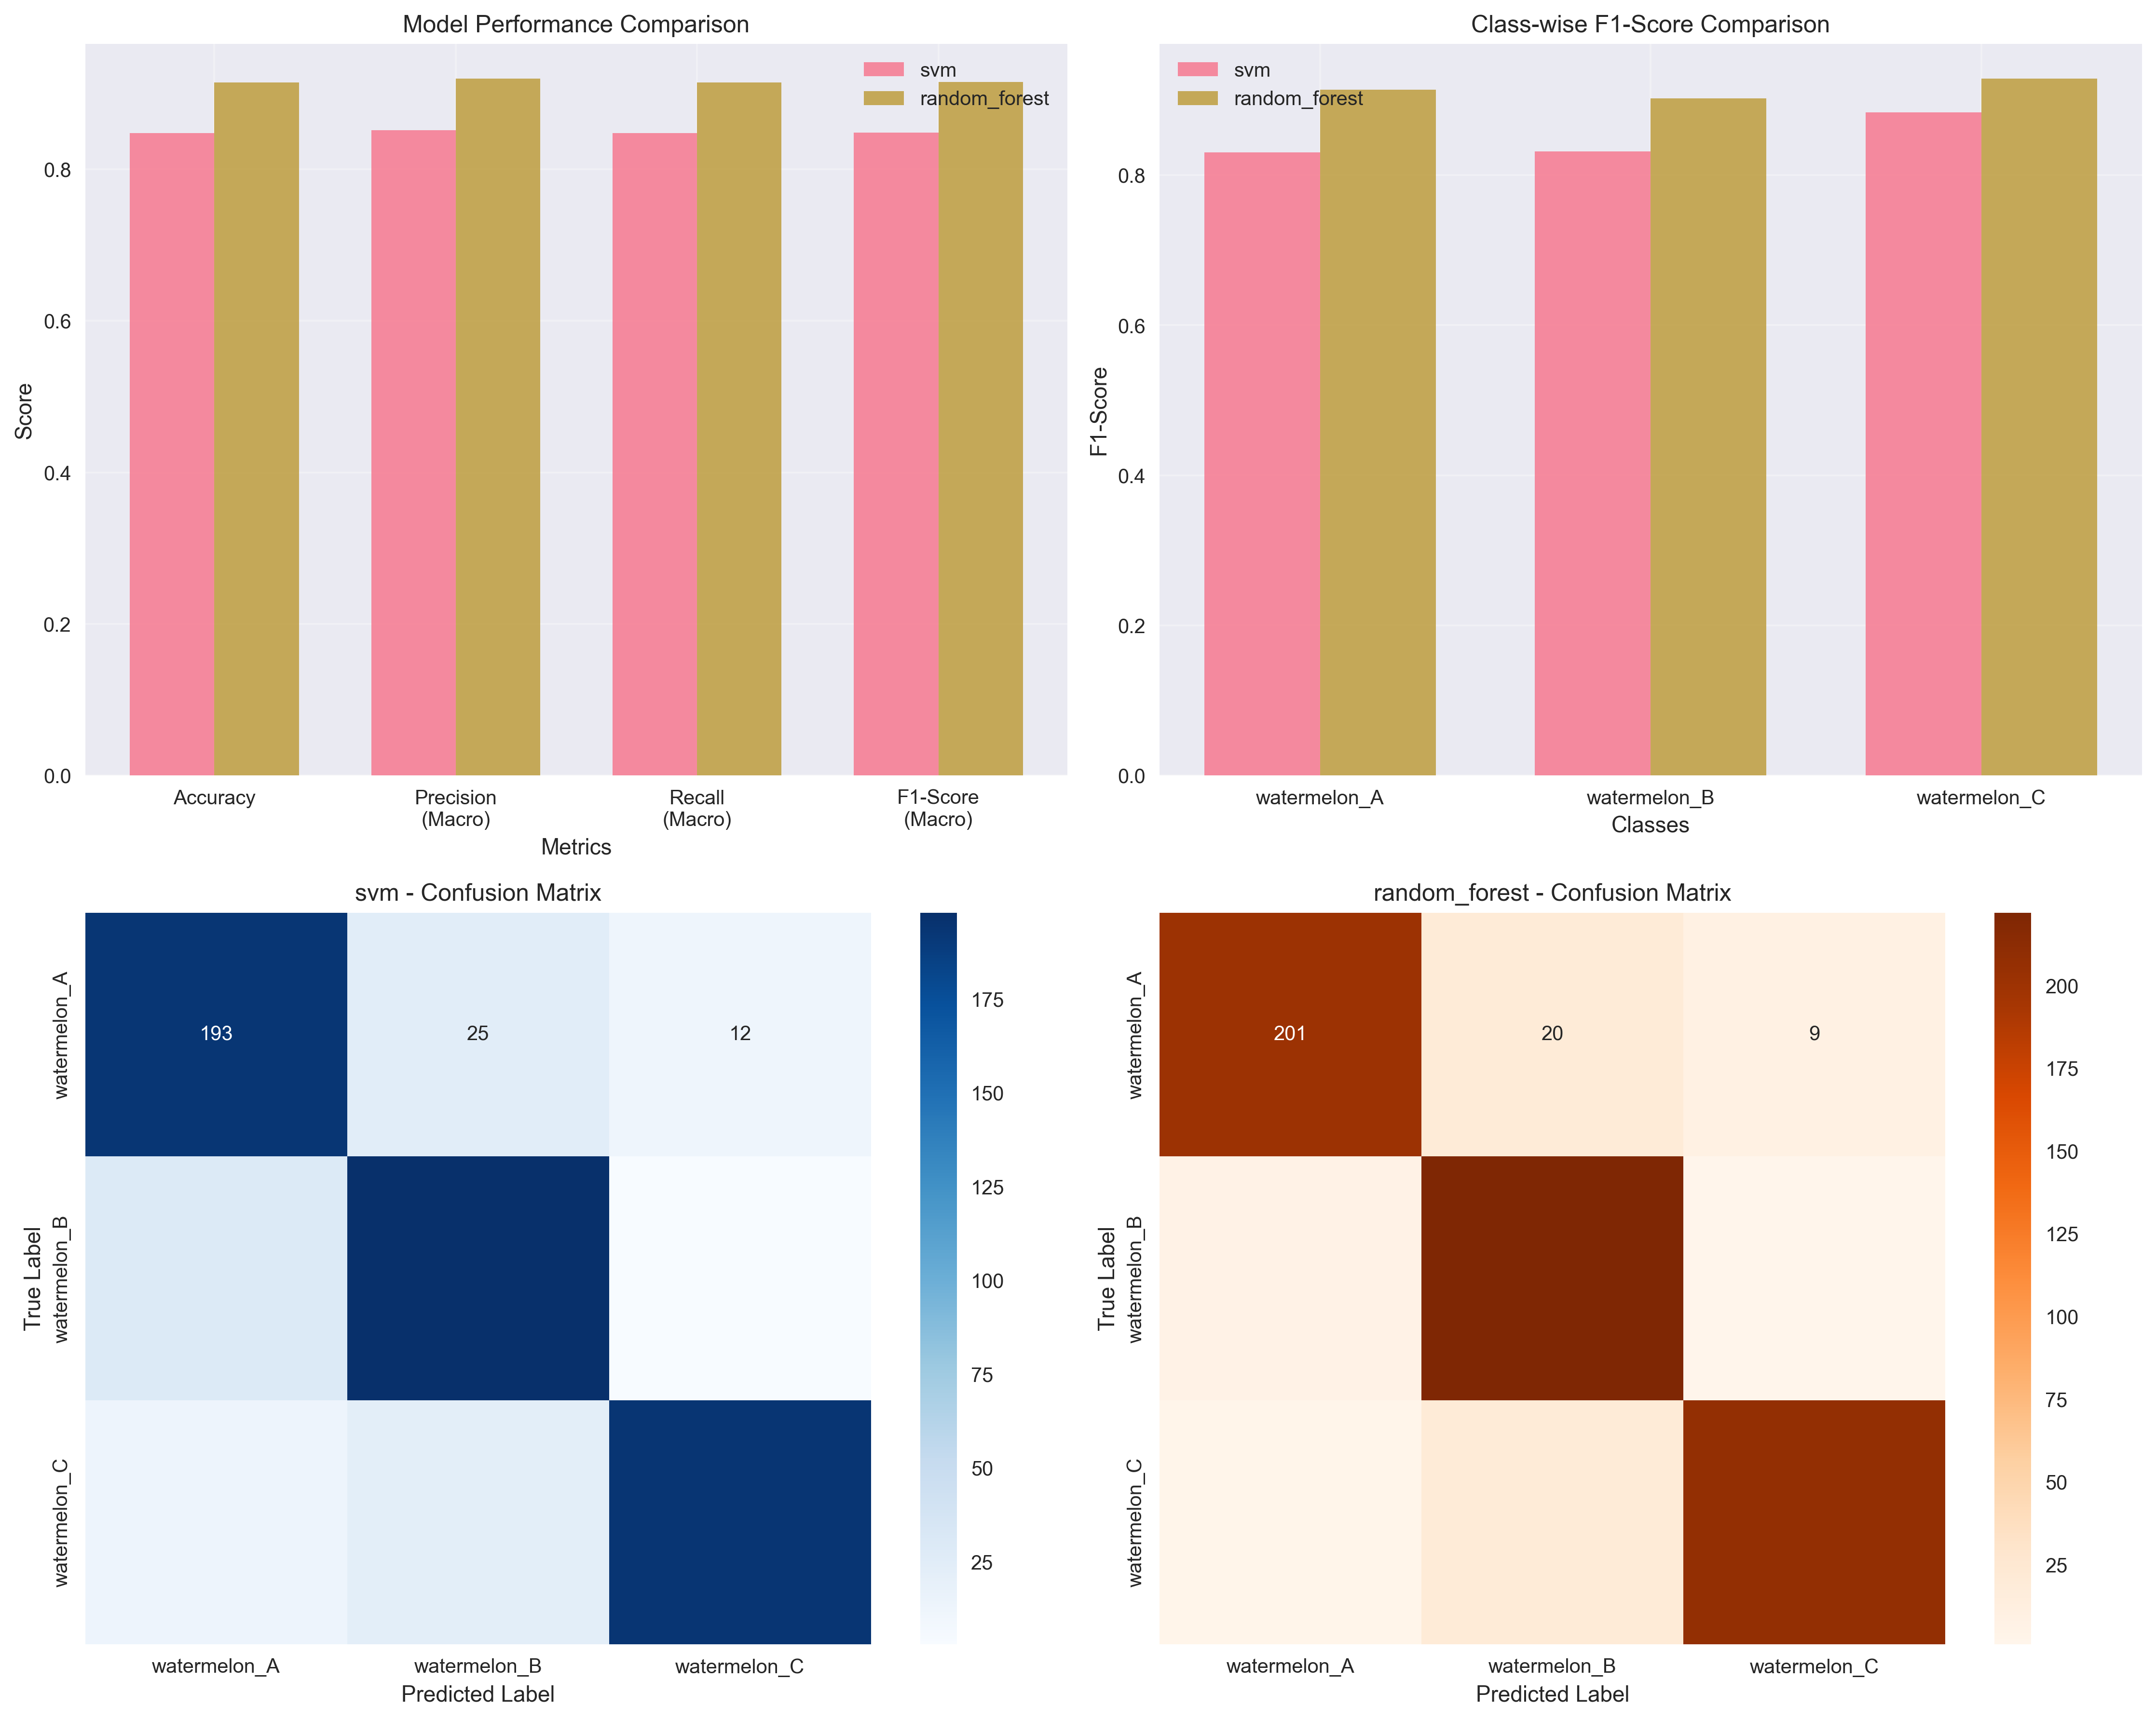 Model Performance Comparison
svm
random_forest
Score
0.8
0.6
0.4
0.2
0.0
Accuracy
Precision
(Macro)
Recall
(Macro)
F1-Score
(Macro)
Metrics
Class-wise F1-Score Comparison
svm
random_forest
F1-Score
0.8
0.6
0.4
0.2
0.0
watermelon_A
watermelon_B
watermelon_C
Classes
svm - Confusion Matrix
True Label
watermelon_A
watermelon_B
watermelon_C
193
25
12
watermelon_A
watermelon_B
watermelon_C
Predicted Label
175
150
125
100
75
50
25
random_forest - Confusion Matrix
True Label
watermelon_A
watermelon_B
watermelon_C
201
20
9
watermelon_A
watermelon_B
watermelon_C
Predicted Label
200
175
150
125
100
75
50
25